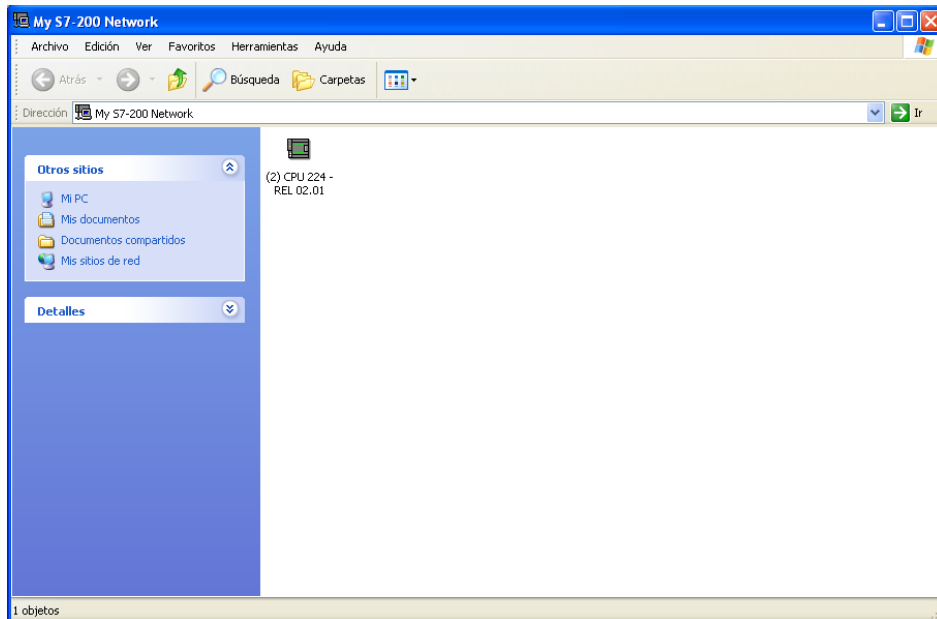 My S7-200 Network
Archivo Edición Ver Favoritos Herramientas Ayuda
Atrás Búsqueda Carpetas
Dirección My S7-200 Network Ir
Otros sitios
Mi PC
Mis documentos
Documentos compartidos
Mis sitios de red
Detalles
(2) CPU 224 -
REL 02.01
1 objetos